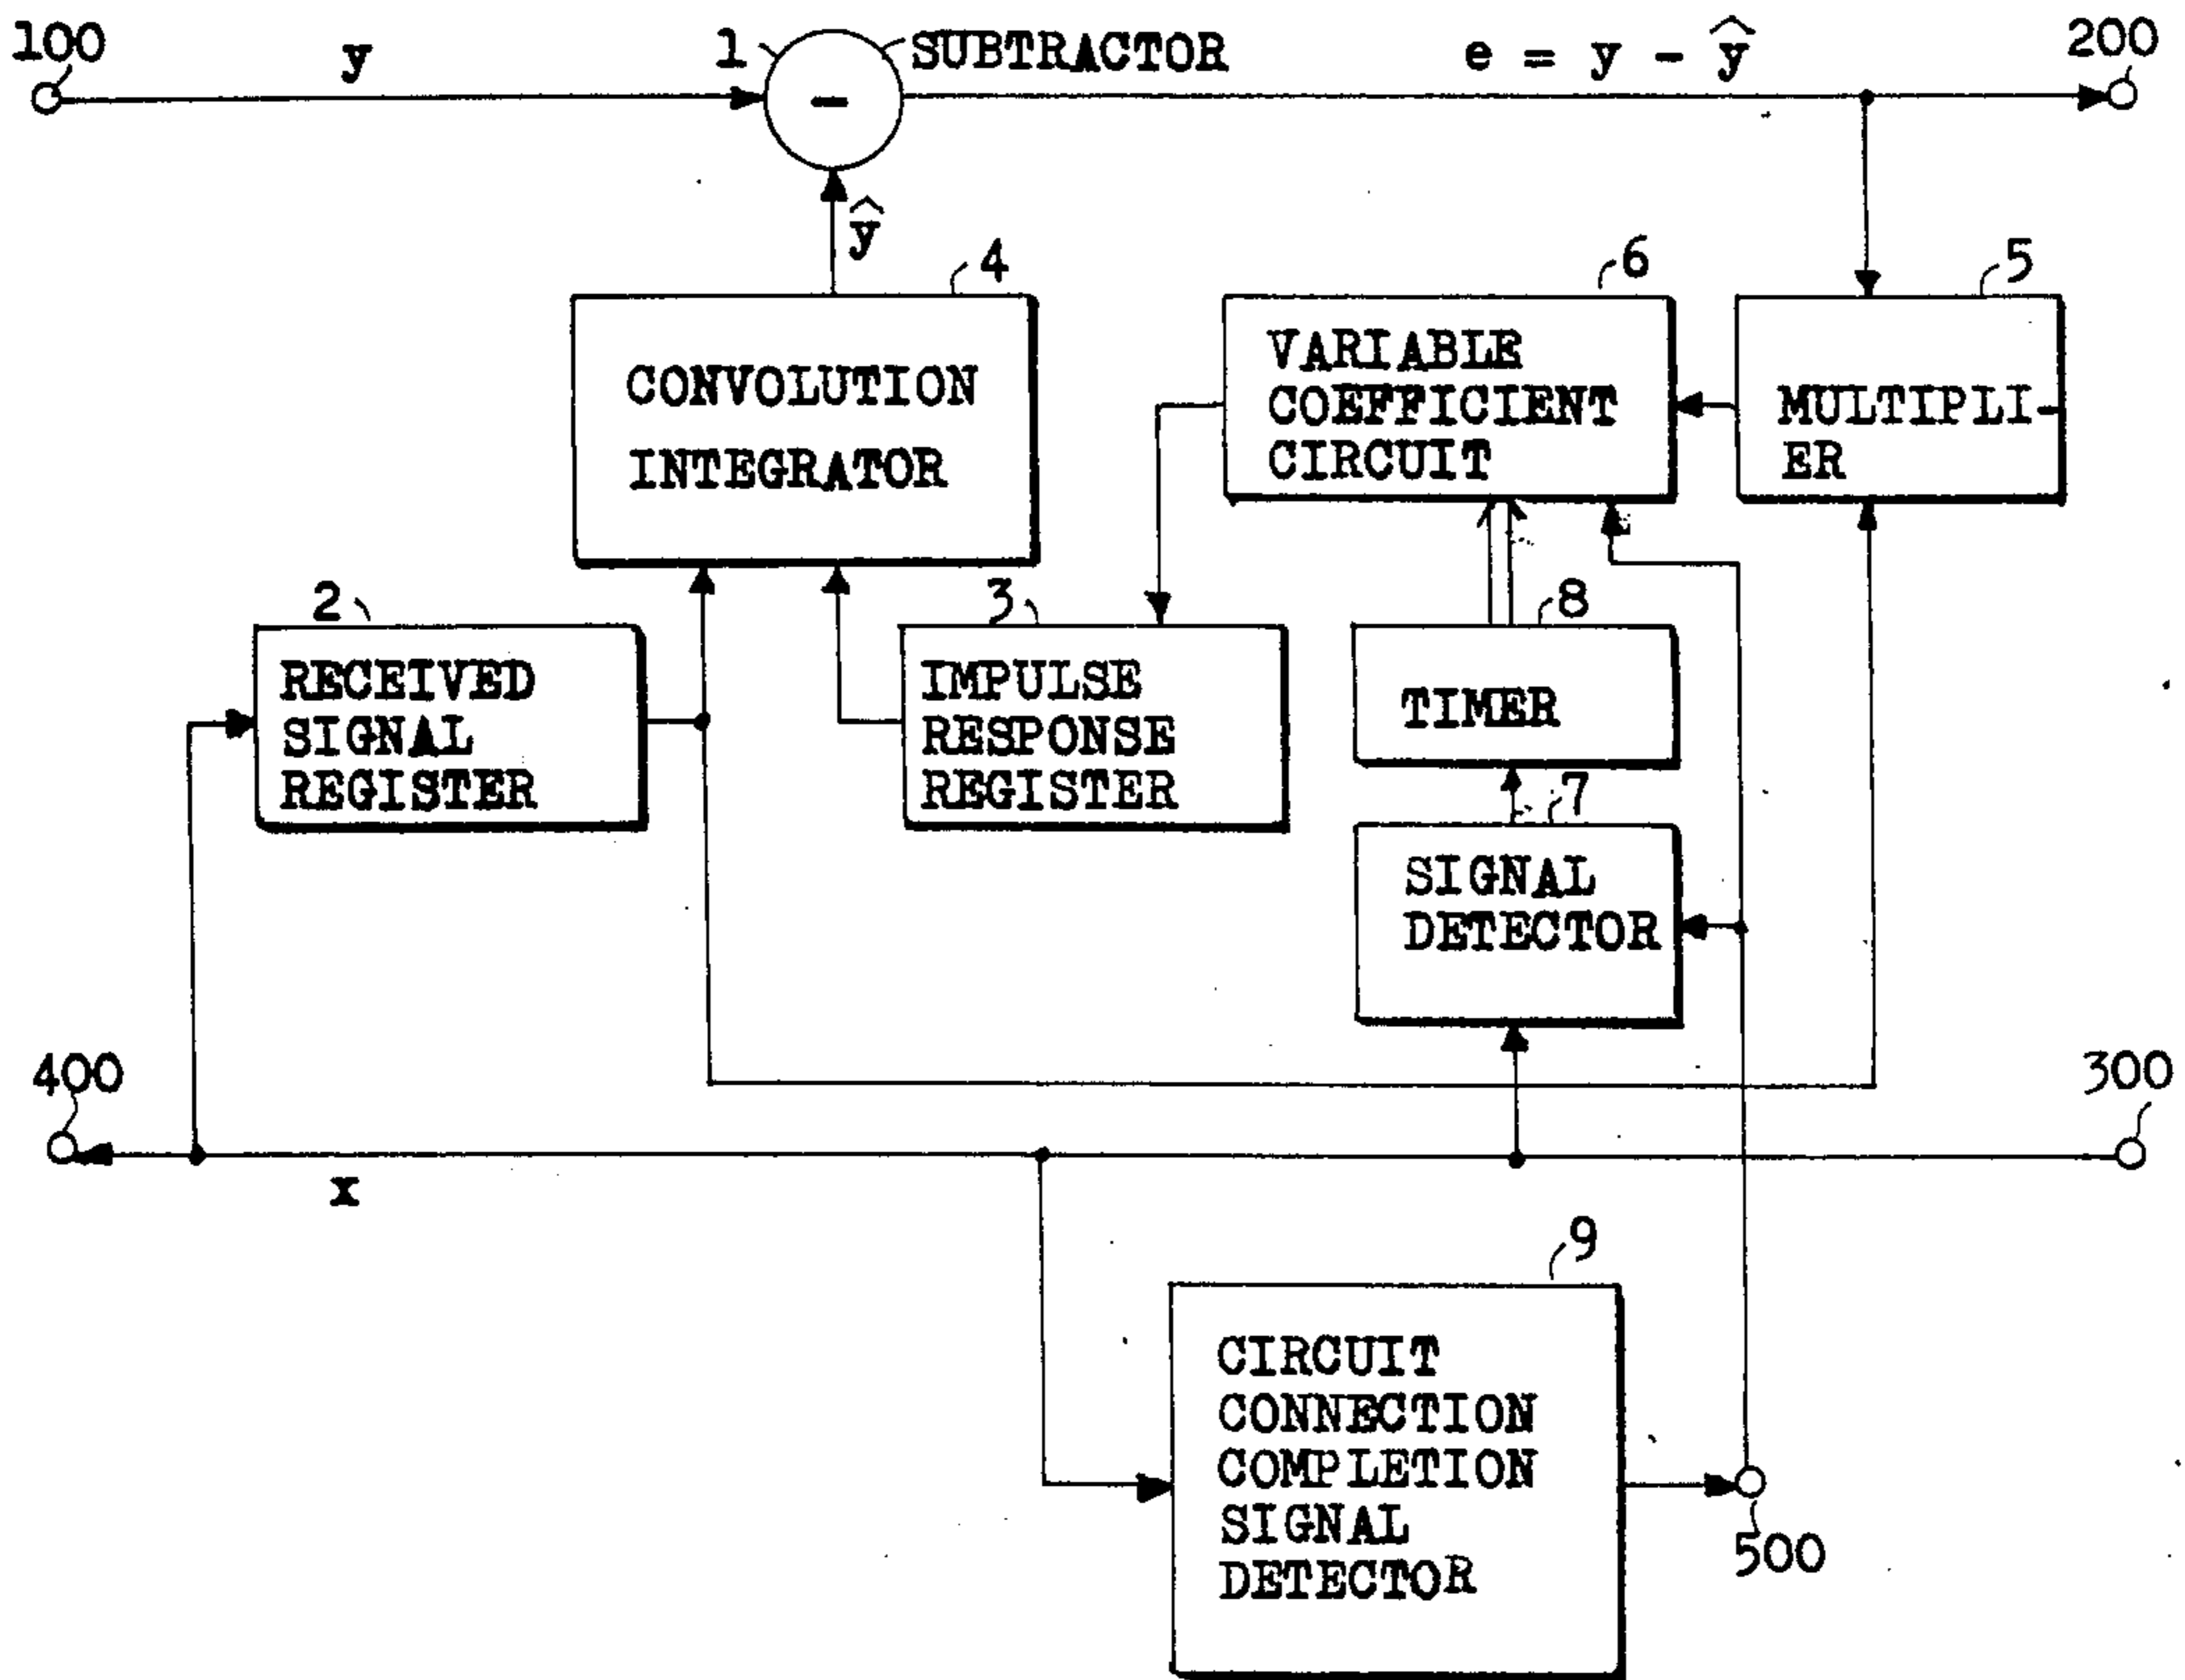 100
y
1
SUBTRACTOR
e = y - ŷ
200
-
ŷ
4
CONVOLUTION
INTEGRATOR
6
VARIABLE
COEFFICIENT
CIRCUIT
5
MULTIPLI-
ER
2
RECEIVED
SIGNAL
REGISTER
3
IMPULSE
RESPONSE
REGISTER
8
TIMER
7
SIGNAL
DETECTOR
400
x
300
9
CIRCUIT
CONNECTION
COMPLETION
SIGNAL
DETECTOR
500